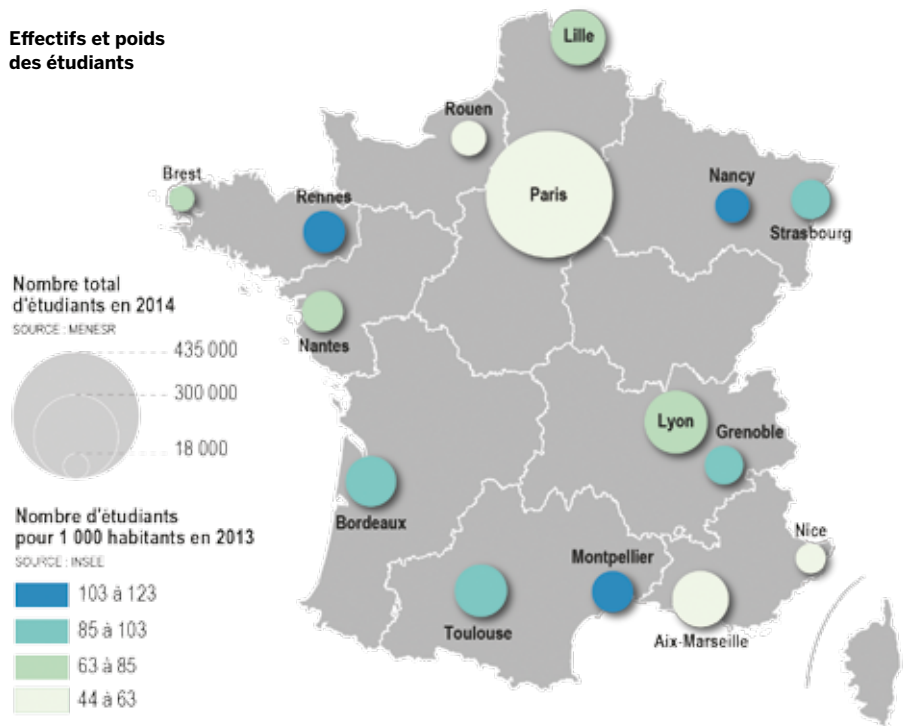 Effectifs et poids
des étudiants
Lille
Rouen
Paris
Brest
Rennes
Nancy
Strasbourg
Nantes
Nombre total
d'étudiants en 2014
SOURCE : MENESR
435 000
300 000
18 000
Lyon
Grenoble
Bordeaux
Nombre d'étudiants
pour 1 000 habitants en 2013
SOURCE : INSEE
103 à 123
85 à 103
63 à 85
44 à 63
Nice
Montpellier
Toulouse
Aix-Marseille